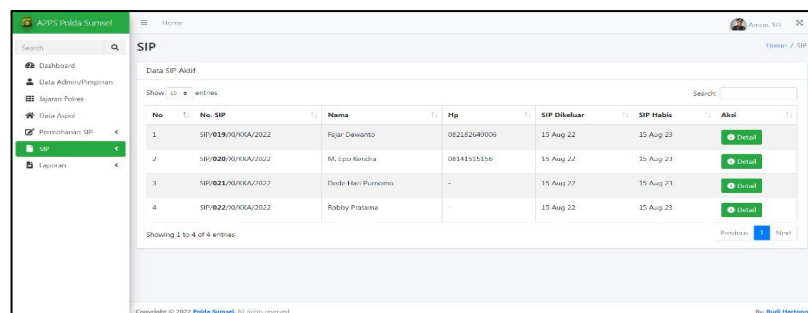 A2PS Polda Sumsel
Home
Amon, SH
Search
SIP
Home / SIP
Dashboard
Data Admin/Pimpinan
Jajaran Polres
Data Aspol
Permohonan SIP
SIP
Laporan
Data SIP Aktif
Show 10 entries
Search:
No No. SIP Nama Hp SIP Dikeluar SIP Habis Aksi
1 SIP/019/XI/KKA/2022 Fajar Dewanto 082182649006 15 Aug 22 15 Aug 23 Detail
2 SIP/020/XI/KKA/2022 M. Epo Kendia 08141515156 15 Aug 22 15 Aug 23 Detail
3 SIP/021/XI/KKA/2022 Dede Hari Purnomo - 15 Aug 22 15 Aug 23 Detail
4 SIP/022/XI/KKA/2022 Robby Pratama - 15 Aug 22 15 Aug 23 Detail
Showing 1 to 4 of 4 entries
Previous 1 Next
Copyright © 2022 Polda Sumsel. All rights reserved.
By. Rudi Hartono